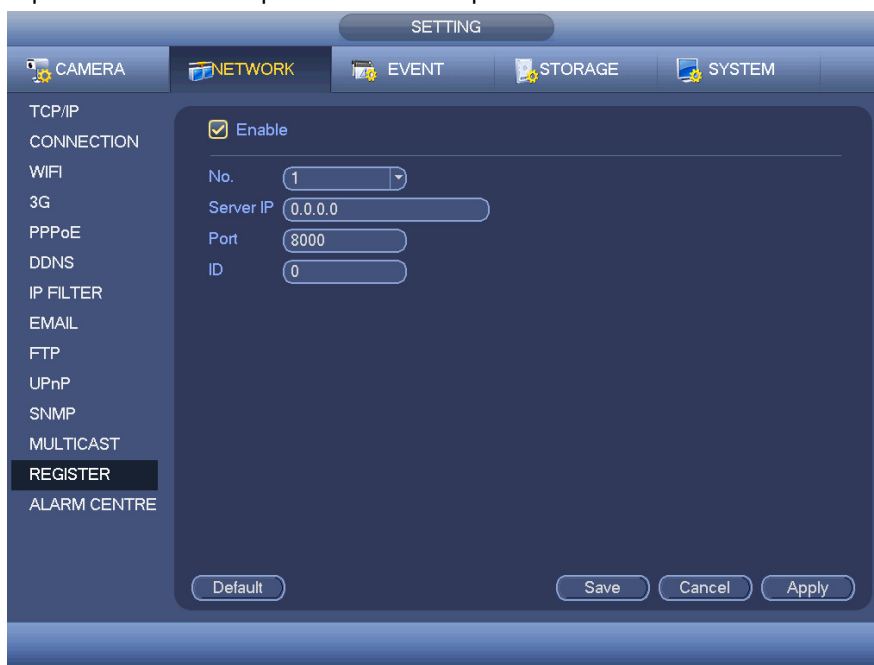 SETTING
CAMERA NETWORK EVENT STORAGE SYSTEM
TCP/IP
CONNECTION
WIFI
3G
PPPoE
DDNS
IP FILTER
EMAIL
FTP
UPnP
SNMP
MULTICAST
REGISTER
ALARM CENTRE
Enable
No. 1
Server IP 0.0.0.0
Port 8000
ID 0
Default Save Cancel Apply